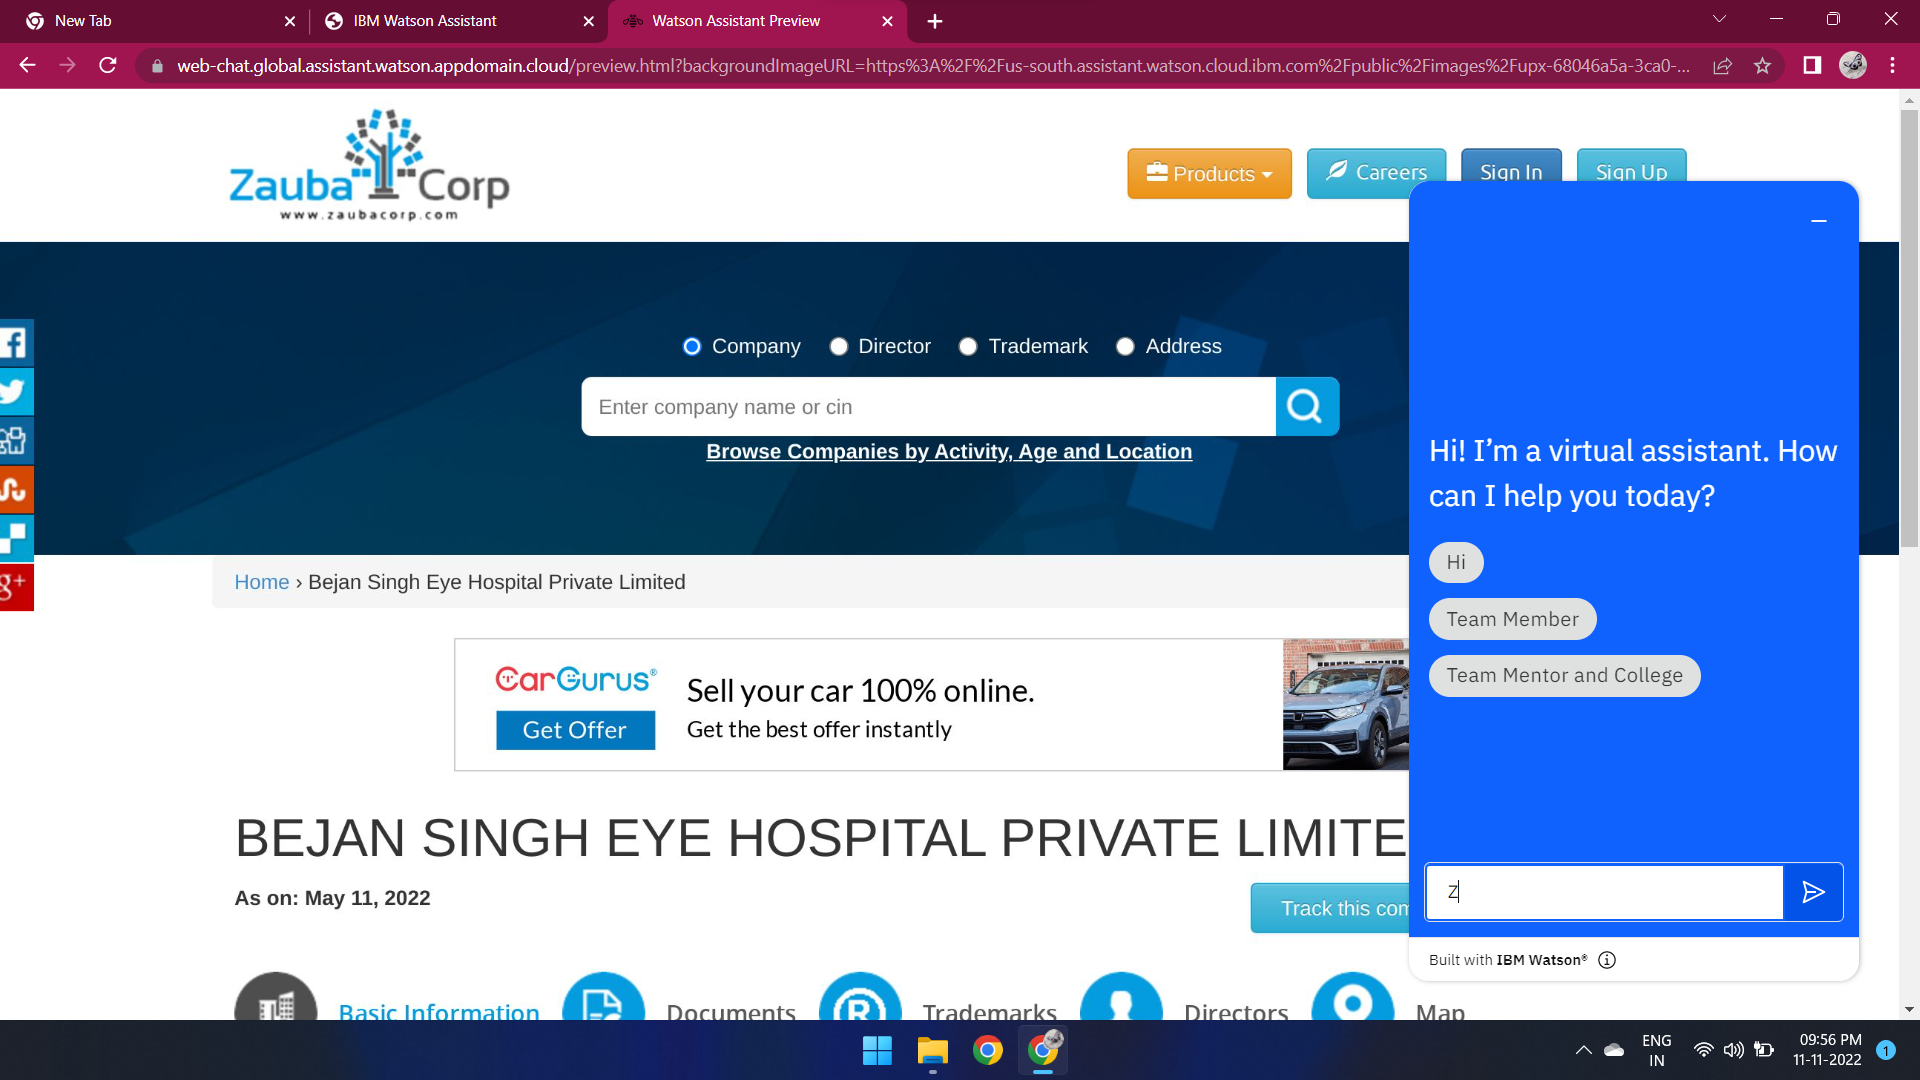 New Tab
IBM Watson Assistant
Watson Assistant Preview
web-chat.global.assistant.watson.appdomain.cloud/preview.html?backgroundImageURL=https%3A%2F%2Fus-south.assistant.watson.cloud.ibm.com%2Fpublic%2Fimages%2Fupx-68046a5a-3ca0-...
Zauba Corp
www.zaubacorp.com
Products
Careers
Sign In
Sign Up
Company
Director
Trademark
Address
Enter company name or cin
Browse Companies by Activity, Age and Location
Home › Bejan Singh Eye Hospital Private Limited
CarGurus®
Get Offer
Sell your car 100% online.
Get the best offer instantly
BEJAN SINGH EYE HOSPITAL PRIVATE LIMITE
As on: May 11, 2022
Track this com
Basic Information
Documents
Trademarks
Directors
Map
Hi! I’m a virtual assistant. How
can I help you today?
Hi
Team Member
Team Mentor and College
Z
Built with IBM Watson®
ENG
IN
09:56 PM
11-11-2022
1